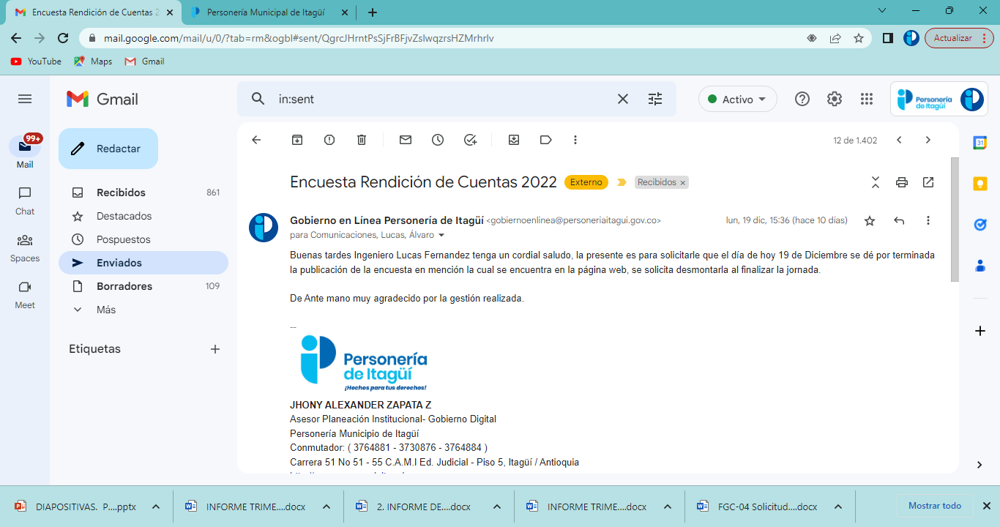 Encuesta Rendición de Cuentas 2
Personería Municipal de Itagüí
mail.google.com/mail/u/0/?tab=rm&ogbl#sent/QgrcJHrntPsSjFrBFjvZslwqzrsHZMrhrlv
Actualizar
YouTube
Maps
Gmail
Gmail
in:sent
Activo
Personería
de Itagüí
99+
Mail
Chat
Spaces
Meet
Redactar
Recibidos 861
Destacados
Pospuestos
Enviados
Borradores 109
Más
Etiquetas
12 de 1.402
31
Encuesta Rendición de Cuentas 2022 Externo Recibidos
Gobierno en Línea Personería de Itagüí <gobiernoenlinea@personeriaitagui.gov.co> lun, 19 dic, 15:36 (hace 10 días)
para Comunicaciones, Lucas, Álvaro
Buenas tardes Ingeniero Lucas Fernandez tenga un cordial saludo, la presente es para solicitarle que el día de hoy 19 de Diciembre se dé por terminada
la publicación de la encuesta en mención la cual se encuentra en la página web, se solicita desmontarla al finalizar la jornada.
De Ante mano muy agradecido por la gestión realizada.
--
Personería
de Itagüí
¡Hechos para tus derechos!
JHONY ALEXANDER ZAPATA Z
Asesor Planeación Institucional- Gobierno Digital
Personería Municipio de Itagüí
Conmutador: ( 3764881 - 3730876 - 3764884 )
Carrera 51 No 51 - 55 C.A.M.I Ed. Judicial - Piso 5, Itagüí / Antioquia
DIAPOSITIVAS. P....pptx
INFORME TRIME....docx
2. INFORME DE....docx
INFORME TRIME....docx
FGC-04 Solicitud....docx
Mostrar todo